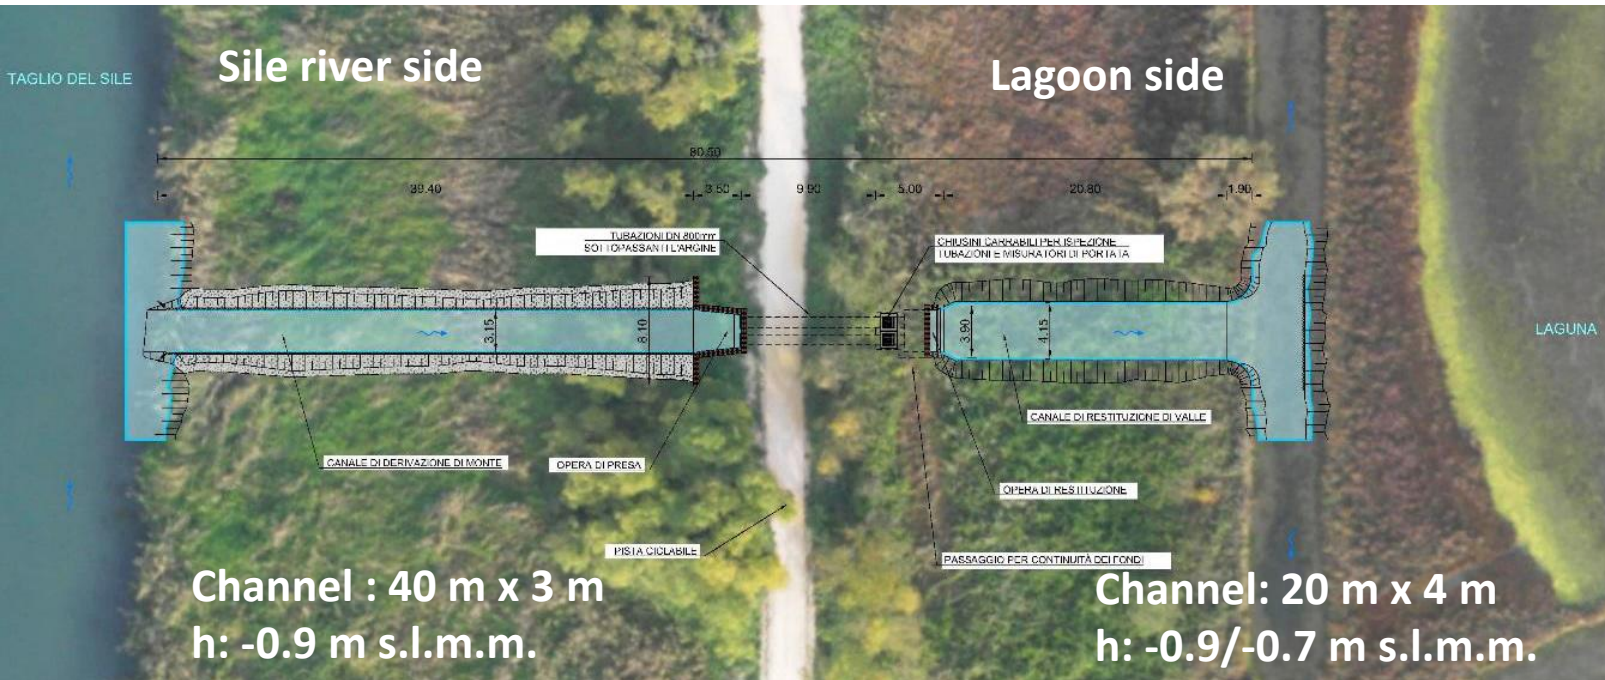 Sile river side
Lagoon side
TAGLIO DEL SILE
80.50
39.40
3.50
9.90
5.00
20.80
1.90
TUBAZIONI DN 800mm
SOTTOPASSANTI L'ARGINE
CHIUSINI CARRABILI PER ISPEZIONE
TUBAZIONI E MISURATORI DI PORTATA
3.15
8.10
3.90
4.15
LAGUNA
CANALE DI RESTITUZIONE DI VALLE
CANALE DI DERIVAZIONE DI MONTE
OPERA DI PRESA
OPERA DI RESTITUZIONE
PISTA CICLABILE
PASSAGGIO PER CONTINUITÀ DEI FONDI
Channel : 40 m x 3 m
h: -0.9 m s.l.m.m.
Channel: 20 m x 4 m
h: -0.9/-0.7 m s.l.m.m.